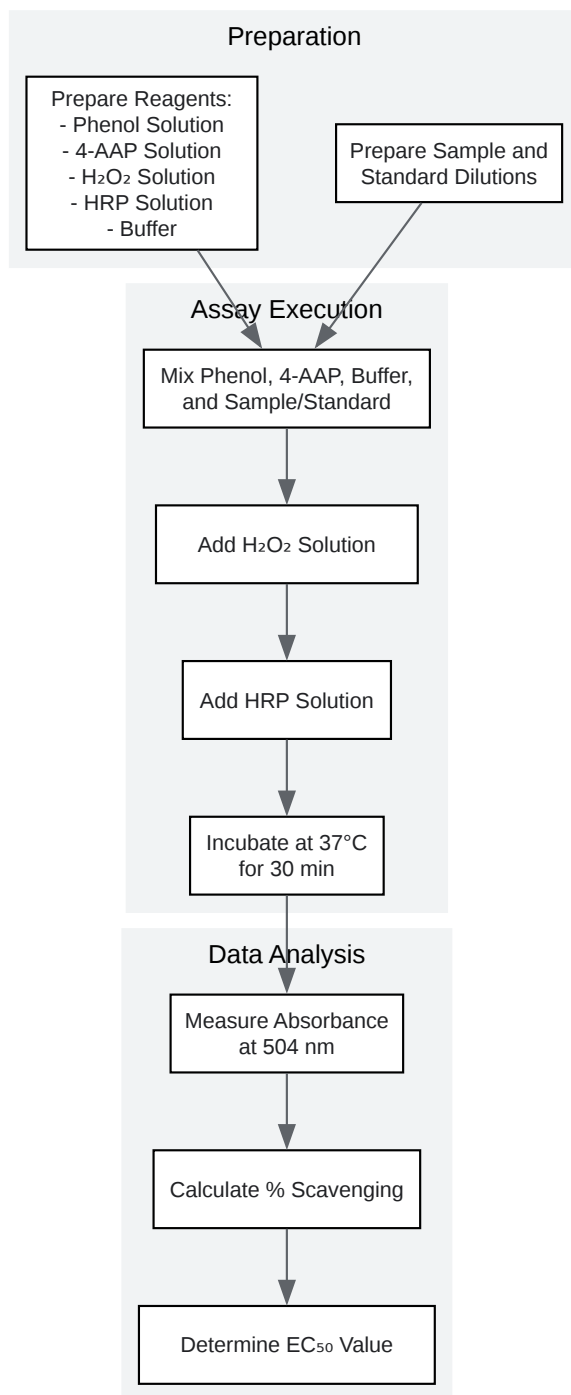 Preparation
Prepare Reagents:
- Phenol Solution
- 4-AAP Solution
- H₂O₂ Solution
- HRP Solution
- Buffer
Prepare Sample and
Standard Dilutions
Assay Execution
Mix Phenol, 4-AAP, Buffer,
and Sample/Standard
Add H₂O₂ Solution
Add HRP Solution
Incubate at 37°C
for 30 min
Data Analysis
Measure Absorbance
at 504 nm
Calculate % Scavenging
Determine EC₅₀ Value